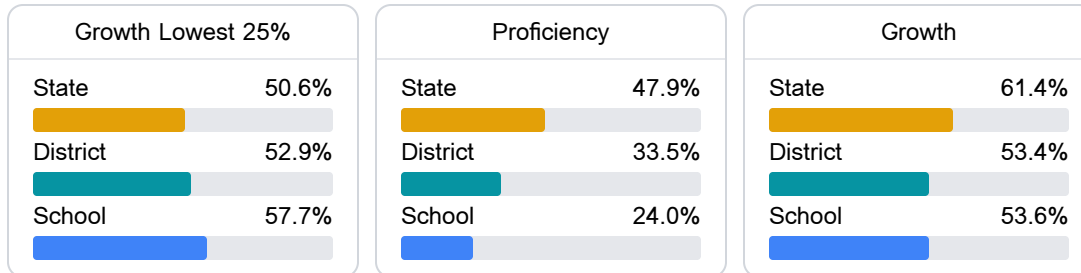 Growth Lowest 25%
State 50.6%
District 52.9%
School 57.7%
Proficiency
State 47.9%
District 33.5%
School 24.0%
Growth
State 61.4%
District 53.4%
School 53.6%